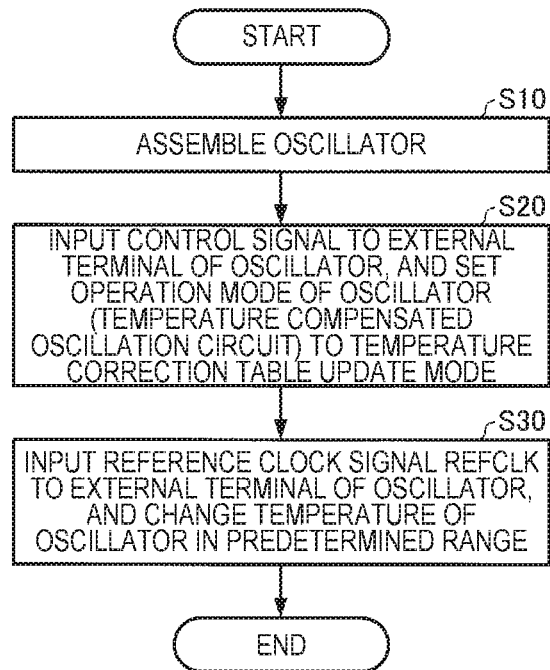 START
S10
ASSEMBLE OSCILLATOR
S20
INPUT CONTROL SIGNAL TO EXTERNAL
TERMINAL OF OSCILLATOR, AND SET
OPERATION MODE OF OSCILLATOR
(TEMPERATURE COMPENSATED
OSCILLATION CIRCUIT) TO TEMPERATURE
CORRECTION TABLE UPDATE MODE
S30
INPUT REFERENCE CLOCK SIGNAL REFCLK
TO EXTERNAL TERMINAL OF OSCILLATOR,
AND CHANGE TEMPERATURE OF
OSCILLATOR IN PREDETERMINED RANGE
END